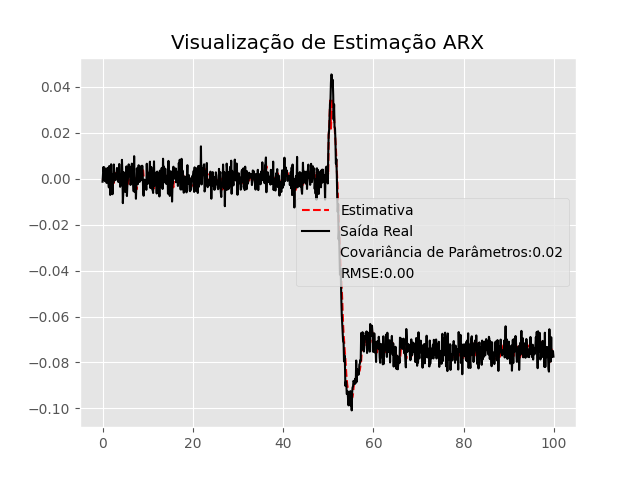 Visualização de Estimação ARX
0.04
0.02
0.00
−0.02
−0.04
−0.06
−0.08
−0.10
Estimativa
Saída Real
Covariância de Parâmetros:0.02
RMSE:0.00
0 20 40 60 80 100